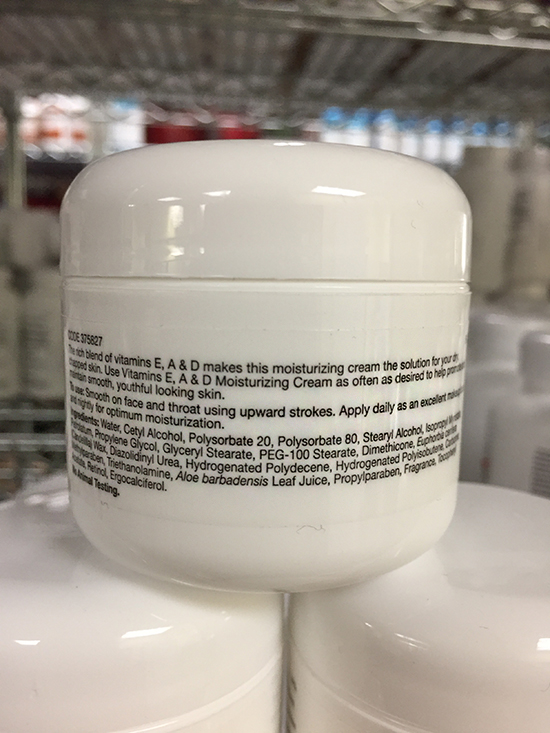 CODE 375827
The rich blend of vitamins E, A & D makes this moisturizing cream the solution for your dry,
chapped skin. Use Vitamins E, A & D Moisturizing Cream as often as desired to help
maintain smooth, youthful looking skin.
To use: Smooth on face and throat using upward strokes. Apply daily as an excellent
and nightly for optimum moisturization.
Ingredients: Water, Cetyl Alcohol, Polysorbate 20, Polysorbate 80, Stearyl Alcohol, Isopropyl
Propylene Glycol, Glyceryl Stearate, PEG-100 Stearate, Dimethicone, Euphorbia
Wax, Diazolidinyl Urea, Hydrogenated Polydecene, Hydrogenated Polyisobutene,
Triethanolamine, Aloe barbadensis Leaf Juice, Propylparaben, Fragrance,
Retinol, Ergocalciferol.
No Animal Testing.